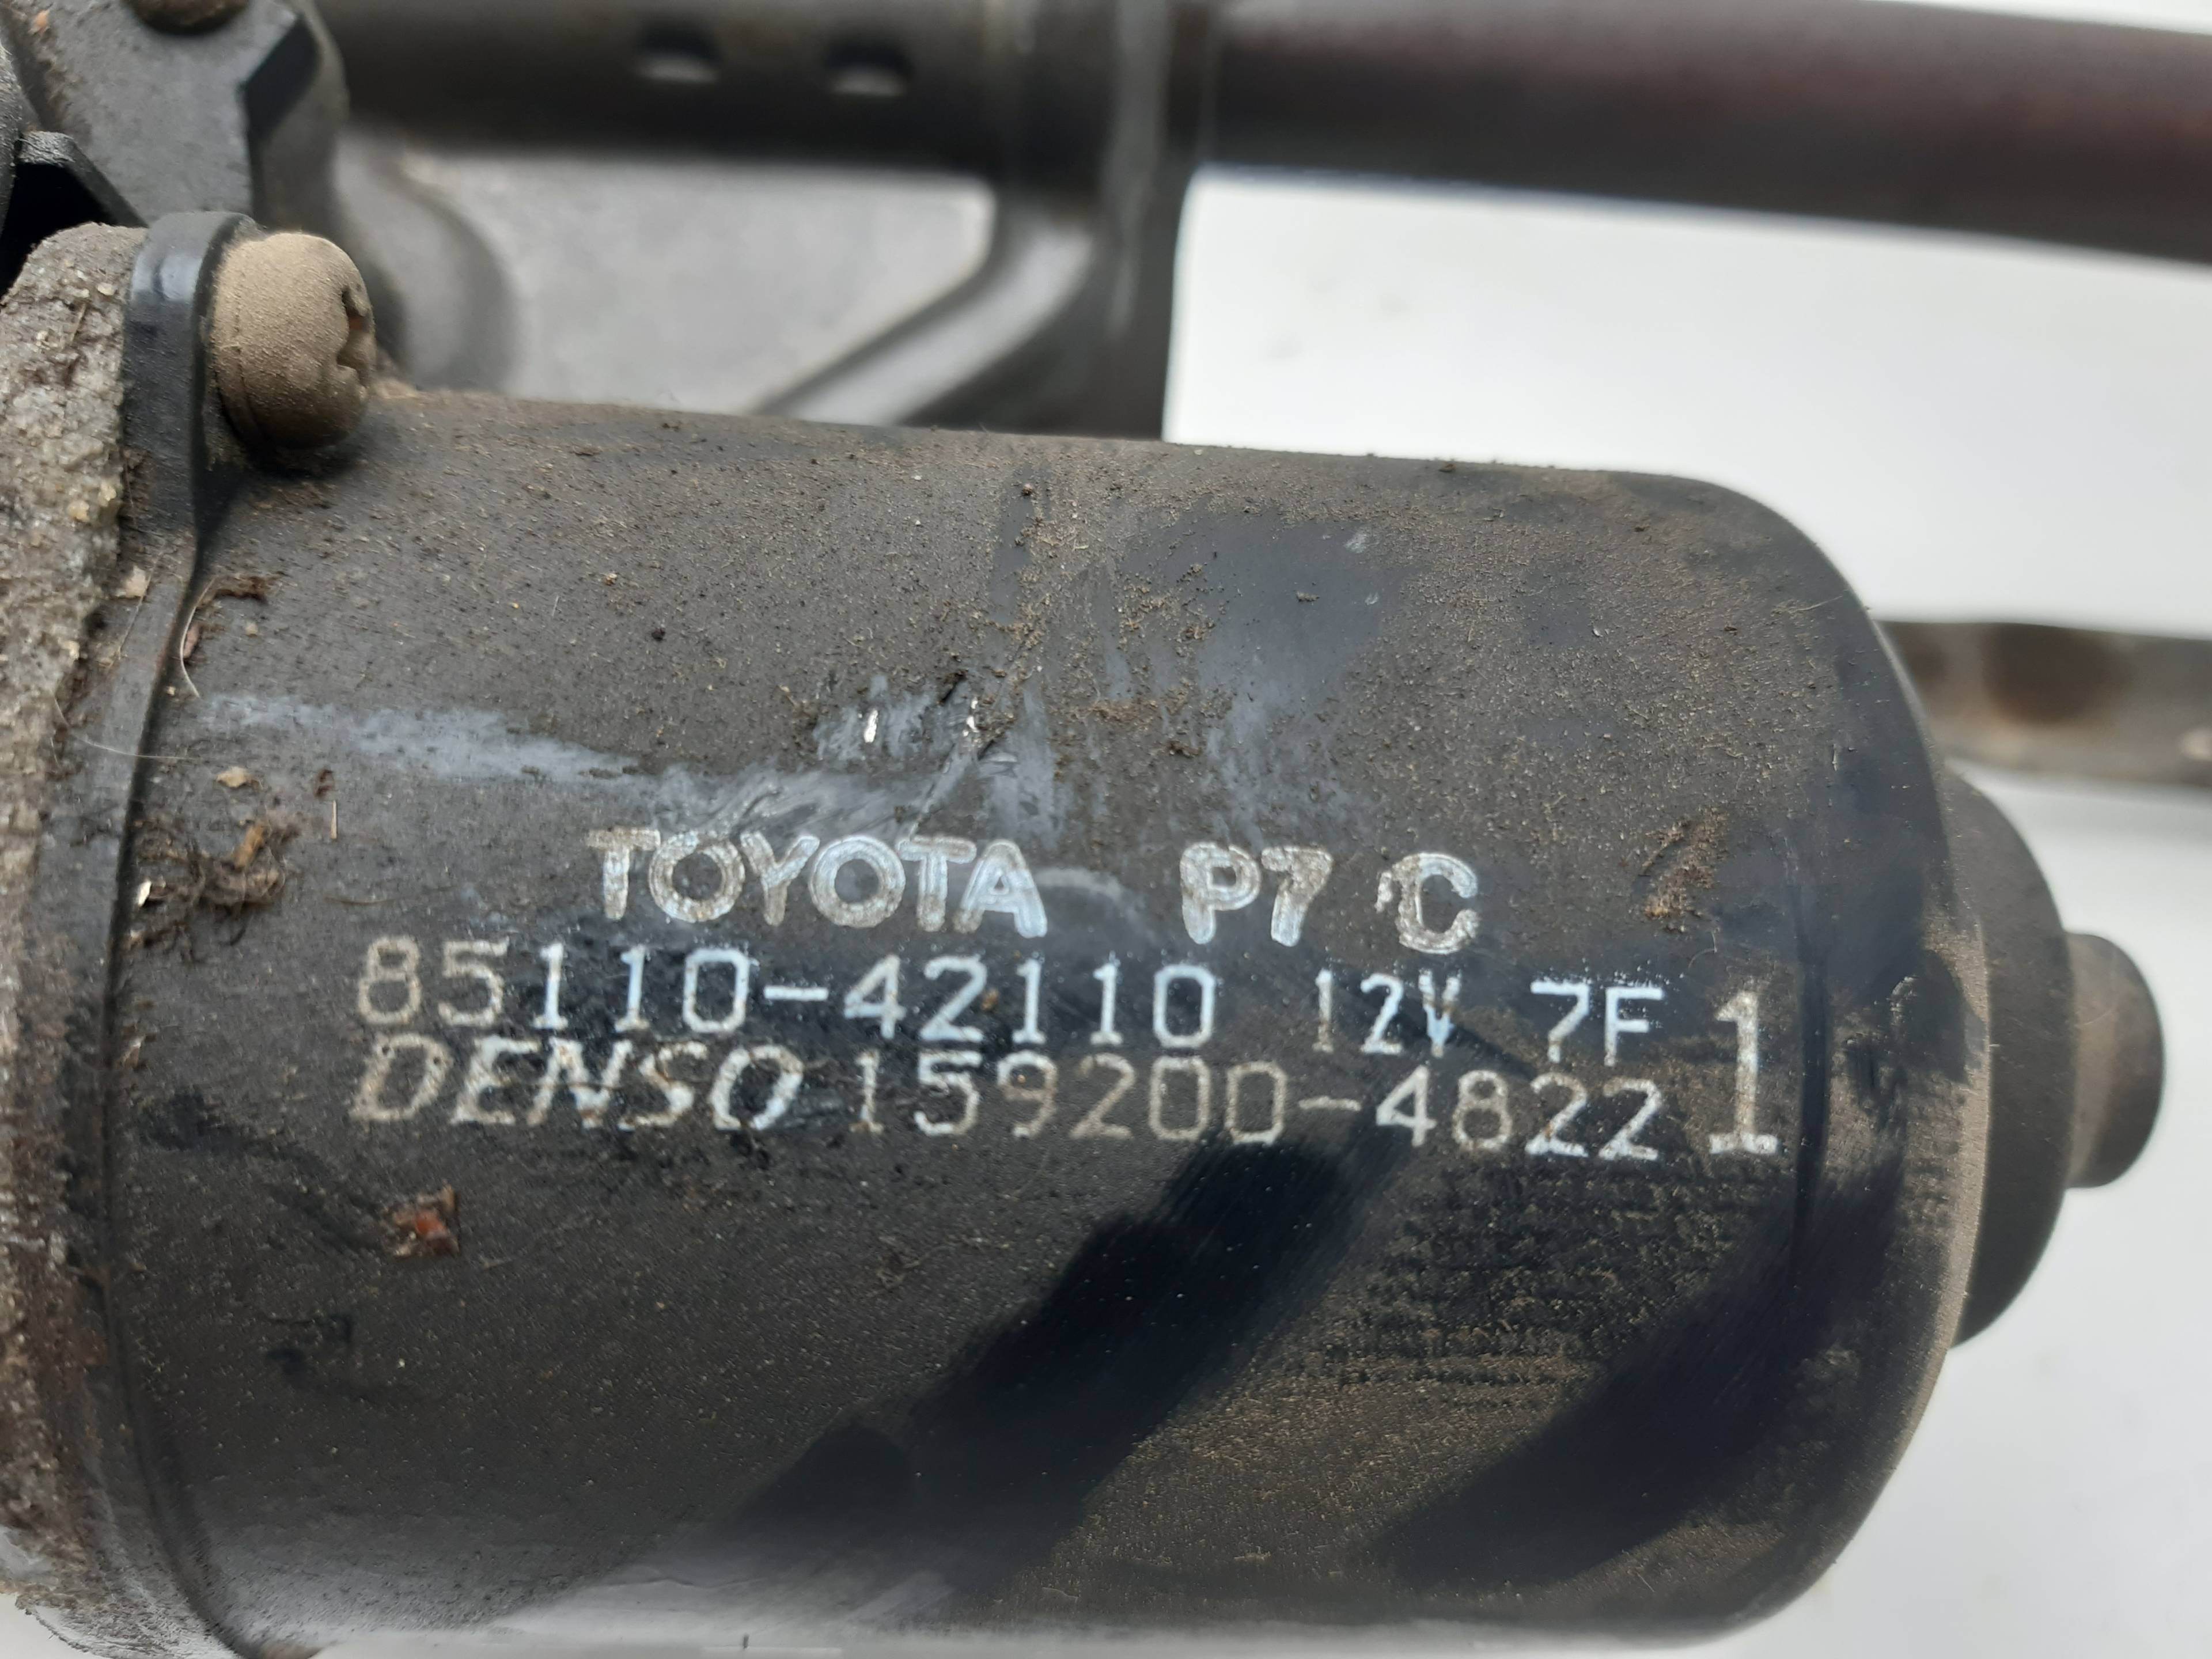 TOYOTA P7 C
85110-42110 12V 7F 1
DENSO 159200-4822